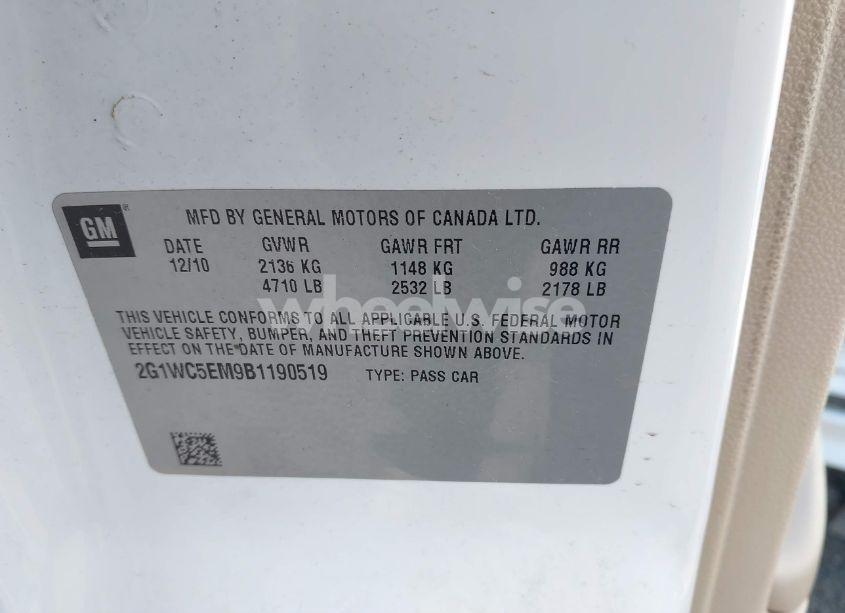 GM
MFD BY GENERAL MOTORS OF CANADA LTD.
DATE GVWR GAWR FRT GAWR RR
12/10 2136 KG 1148 KG 988 KG
4710 LB 2532 LB 2178 LB
wheelwise
THIS VEHICLE CONFORMS TO ALL APPLICABLE U.S. FEDERAL MOTOR
VEHICLE SAFETY, BUMPER, AND THEFT PREVENTION STANDARDS IN
EFFECT ON THE DATE OF MANUFACTURE SHOWN ABOVE.
2G1WC5EM9B1190519 TYPE: PASS CAR